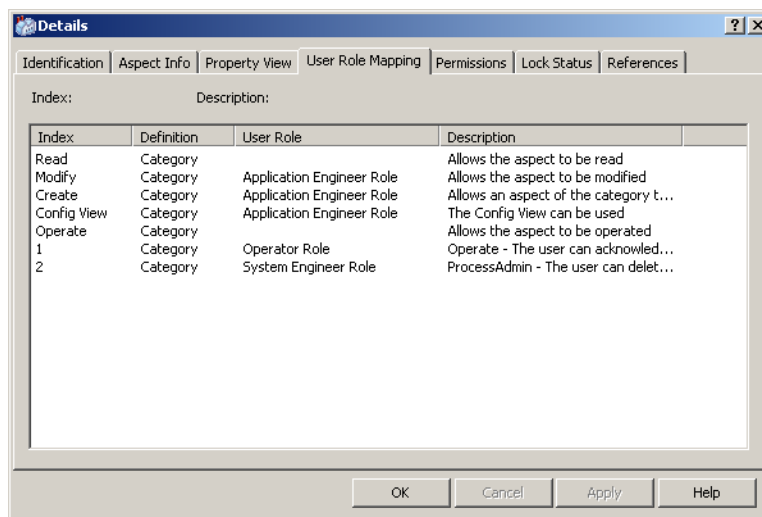 Details
Identification Aspect Info Property View User Role Mapping Permissions Lock Status References
Index: Description:
Index Definition User Role Description
Read Category Allows the aspect to be read
Modify Category Application Engineer Role Allows the aspect to be modified
Create Category Application Engineer Role Allows an aspect of the category t...
Config View Category Application Engineer Role The Config View can be used
Operate Category Allows the aspect to be operated
1 Category Operator Role Operate - The user can acknowled...
2 Category System Engineer Role ProcessAdmin - The user can delet...
OK Cancel Apply Help